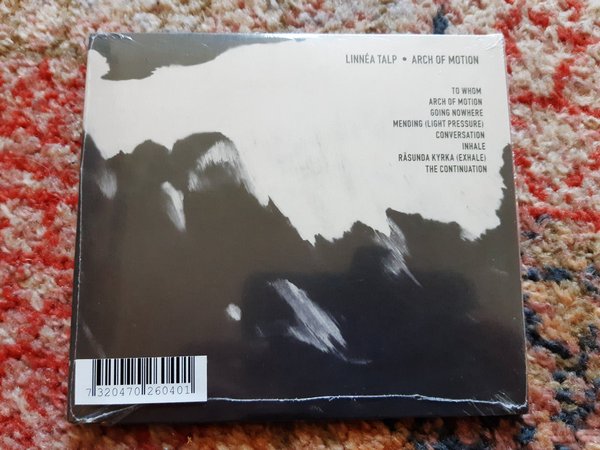 LINNÉA TALP • ARCH OF MOTION
TO WHOM
ARCH OF MOTION
GOING NOWHERE
MENDING (LIGHT PRESSURE)
CONVERSATION
INHALE
RÅSUNDA KYRKA (EXHALE)
THE CONTINUATION
7 320470 260401